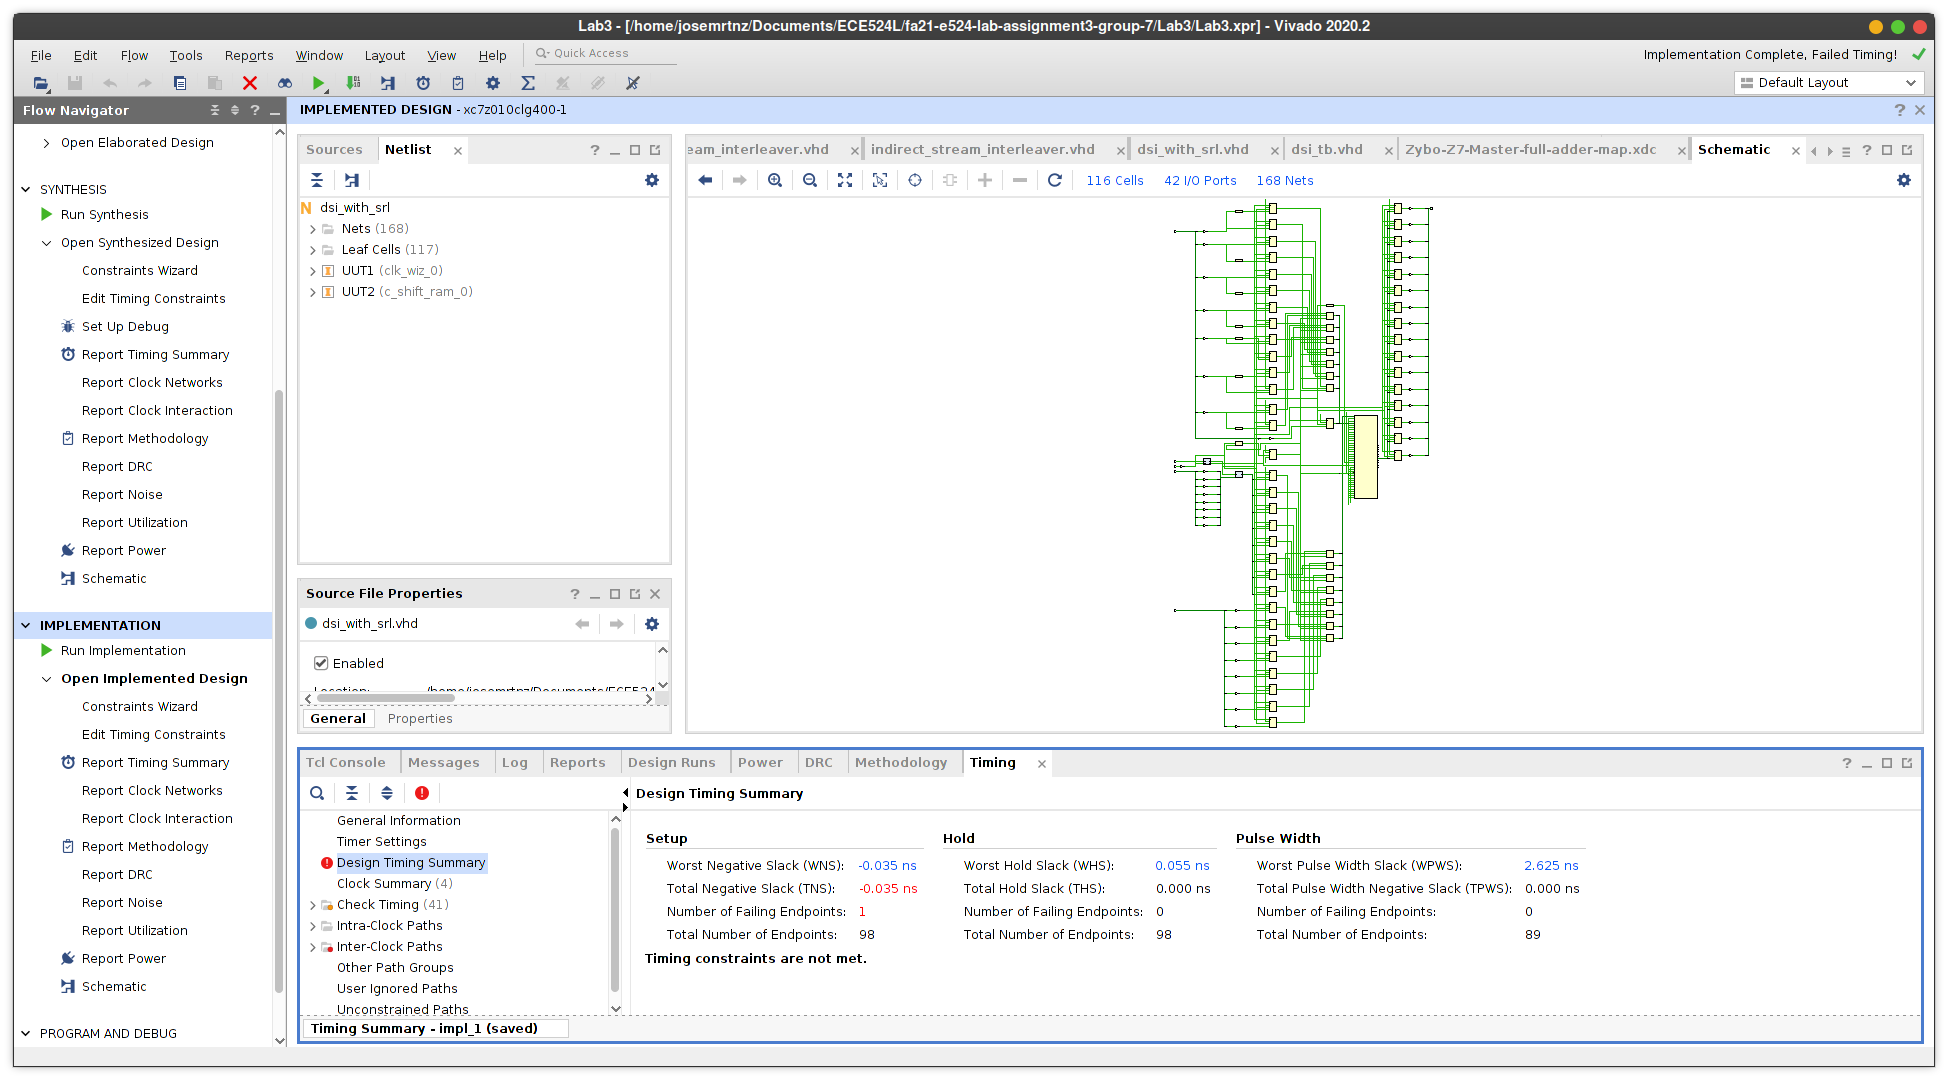 Lab3 - [/home/josemrtnz/Documents/ECE524L/fa21-e524-lab-assignment3-group-7/Lab3/Lab3.xpr] - Vivado 2020.2
File Edit Flow Tools Reports Window Layout View Help Quick Access
Implementation Complete, Failed Timing!
Default Layout
Flow Navigator
IMPLEMENTED DESIGN - xc7z010clg400-1
Open Elaborated Design
SYNTHESIS
Run Synthesis
Open Synthesized Design
Constraints Wizard
Edit Timing Constraints
Set Up Debug
Report Timing Summary
Report Clock Networks
Report Clock Interaction
Report Methodology
Report DRC
Report Noise
Report Utilization
Report Power
Schematic
IMPLEMENTATION
Run Implementation
Open Implemented Design
Constraints Wizard
Edit Timing Constraints
Report Timing Summary
Report Clock Networks
Report Clock Interaction
Report Methodology
Report DRC
Report Noise
Report Utilization
Report Power
Schematic
PROGRAM AND DEBUG
Sources Netlist
dsi_with_srl
Nets (168)
Leaf Cells (117)
UUT1 (clk_wiz_0)
UUT2 (c_shift_ram_0)
Source File Properties
dsi_with_srl.vhd
Enabled
Location: /home/josemrtnz/Documents/ECE524
General Properties
eam_interleaver.vhd indirect_stream_interleaver.vhd dsi_with_srl.vhd dsi_tb.vhd Zybo-Z7-Master-full-adder-map.xdc Schematic
116 Cells 42 I/O Ports 168 Nets
Tcl Console Messages Log Reports Design Runs Power DRC Methodology Timing
General Information
Timer Settings
Design Timing Summary
Clock Summary (4)
Check Timing (41)
Intra-Clock Paths
Inter-Clock Paths
Other Path Groups
User Ignored Paths
Unconstrained Paths
Design Timing Summary
Setup Hold Pulse Width
Worst Negative Slack (WNS): -0.035 ns Worst Hold Slack (WHS): 0.055 ns Worst Pulse Width Slack (WPWS): 2.625 ns
Total Negative Slack (TNS): -0.035 ns Total Hold Slack (THS): 0.000 ns Total Pulse Width Negative Slack (TPWS): 0.000 ns
Number of Failing Endpoints: 1 Number of Failing Endpoints: 0 Number of Failing Endpoints: 0
Total Number of Endpoints: 98 Total Number of Endpoints: 98 Total Number of Endpoints: 89
Timing constraints are not met.
Timing Summary - impl_1 (saved)